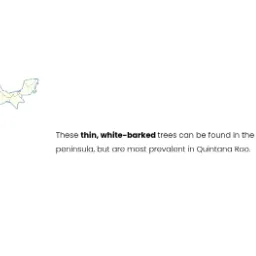 These thin, white-barked trees can be found in the
peninsula, but are most prevalent in Quintana Roo.